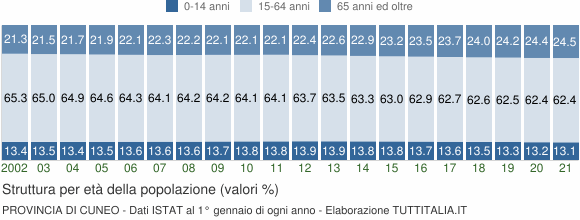 0-14 anni 15-64 anni 65 anni ed oltre
21.3 21.5 21.7 21.9 22.1 22.3 22.2 22.1 22.1 22.1 22.4 22.6 22.9 23.2 23.5 23.7 24.0 24.2 24.4 24.5
65.3 65.0 64.9 64.6 64.3 64.1 64.2 64.2 64.1 64.1 63.7 63.5 63.3 63.0 62.9 62.7 62.6 62.5 62.4 62.4
13.4 13.5 13.4 13.5 13.6 13.6 13.6 13.7 13.8 13.8 13.9 13.9 13.8 13.8 13.7 13.6 13.5 13.3 13.2 13.1
2002 03 04 05 06 07 08 09 10 11 12 13 14 15 16 17 18 19 20 21
Struttura per età della popolazione (valori %)
PROVINCIA DI CUNEO - Dati ISTAT al 1° gennaio di ogni anno - Elaborazione TUTTITALIA.IT